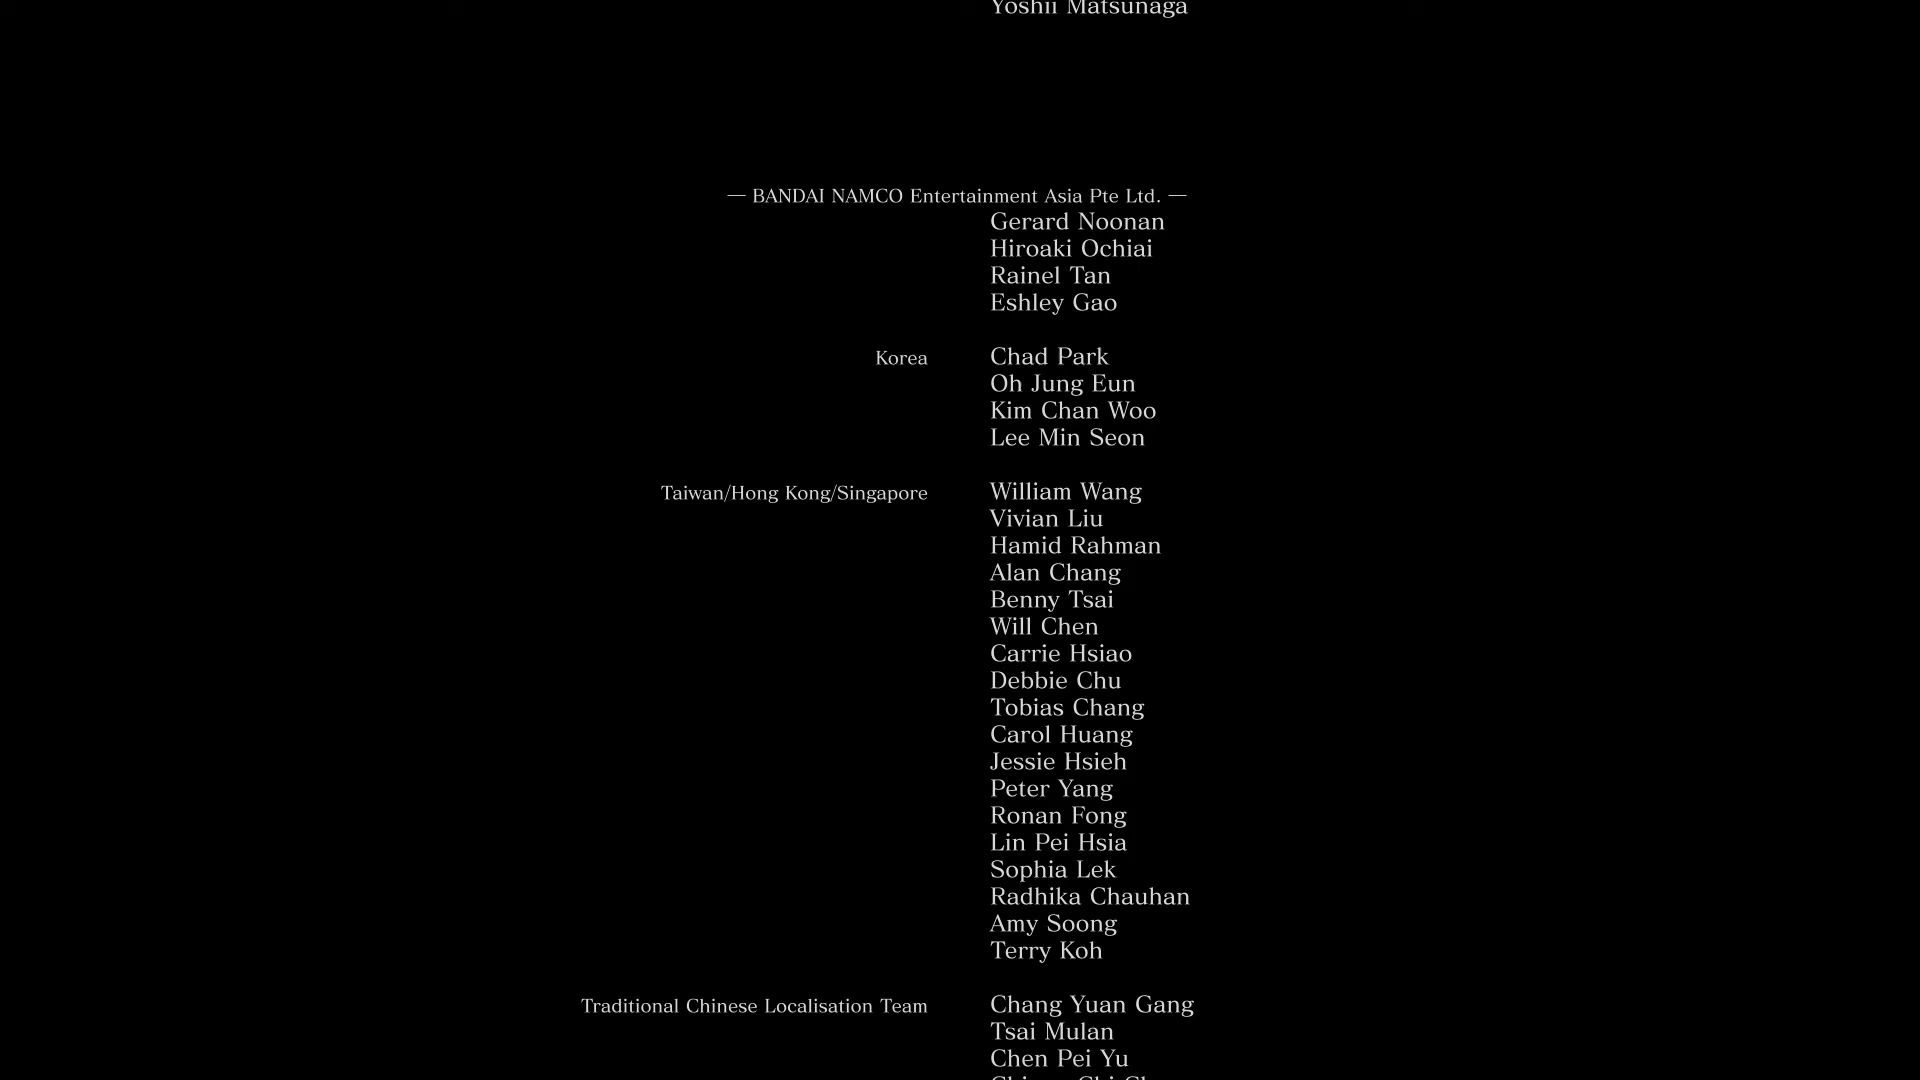 Yoshii Matsunaga
— BANDAI NAMCO Entertainment Asia Pte Ltd. —
Gerard Noonan
Hiroaki Ochiai
Rainel Tan
Eshley Gao
Korea Chad Park
Oh Jung Eun
Kim Chan Woo
Lee Min Seon
Taiwan/Hong Kong/Singapore William Wang
Vivian Liu
Hamid Rahman
Alan Chang
Benny Tsai
Will Chen
Carrie Hsiao
Debbie Chu
Tobias Chang
Carol Huang
Jessie Hsieh
Peter Yang
Ronan Fong
Lin Pei Hsia
Sophia Lek
Radhika Chauhan
Amy Soong
Terry Koh
Traditional Chinese Localisation Team Chang Yuan Gang
Tsai Mulan
Chen Pei Yu